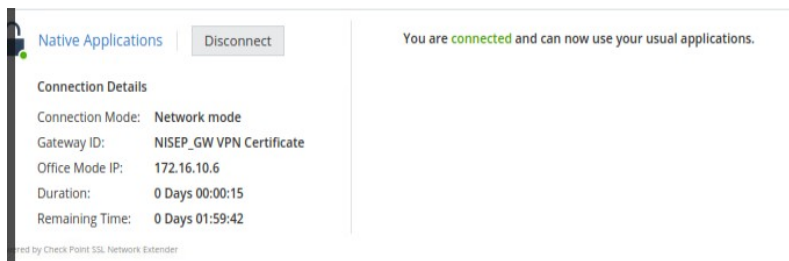 Native Applications
Disconnect
You are connected and can now use your usual applications.
Connection Details
Connection Mode: Network mode
Gateway ID: NISEP_GW VPN Certificate
Office Mode IP: 172.16.10.6
Duration: 0 Days 00:00:15
Remaining Time: 0 Days 01:59:42
ered by Check Point SSL Network Extender